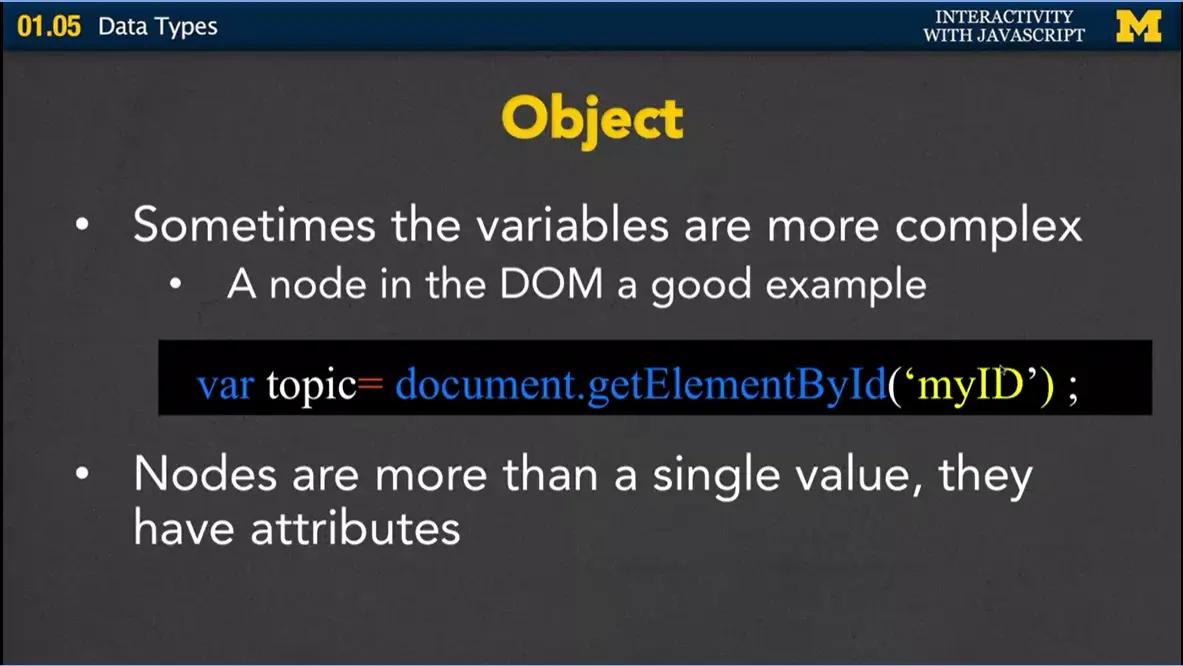 01.05 Data Types
INTERACTIVITY
WITH JAVASCRIPT
M
Object
• Sometimes the variables are more complex
• A node in the DOM a good example
var topic= document.getElementById(‘myID’) ;
• Nodes are more than a single value, they
have attributes